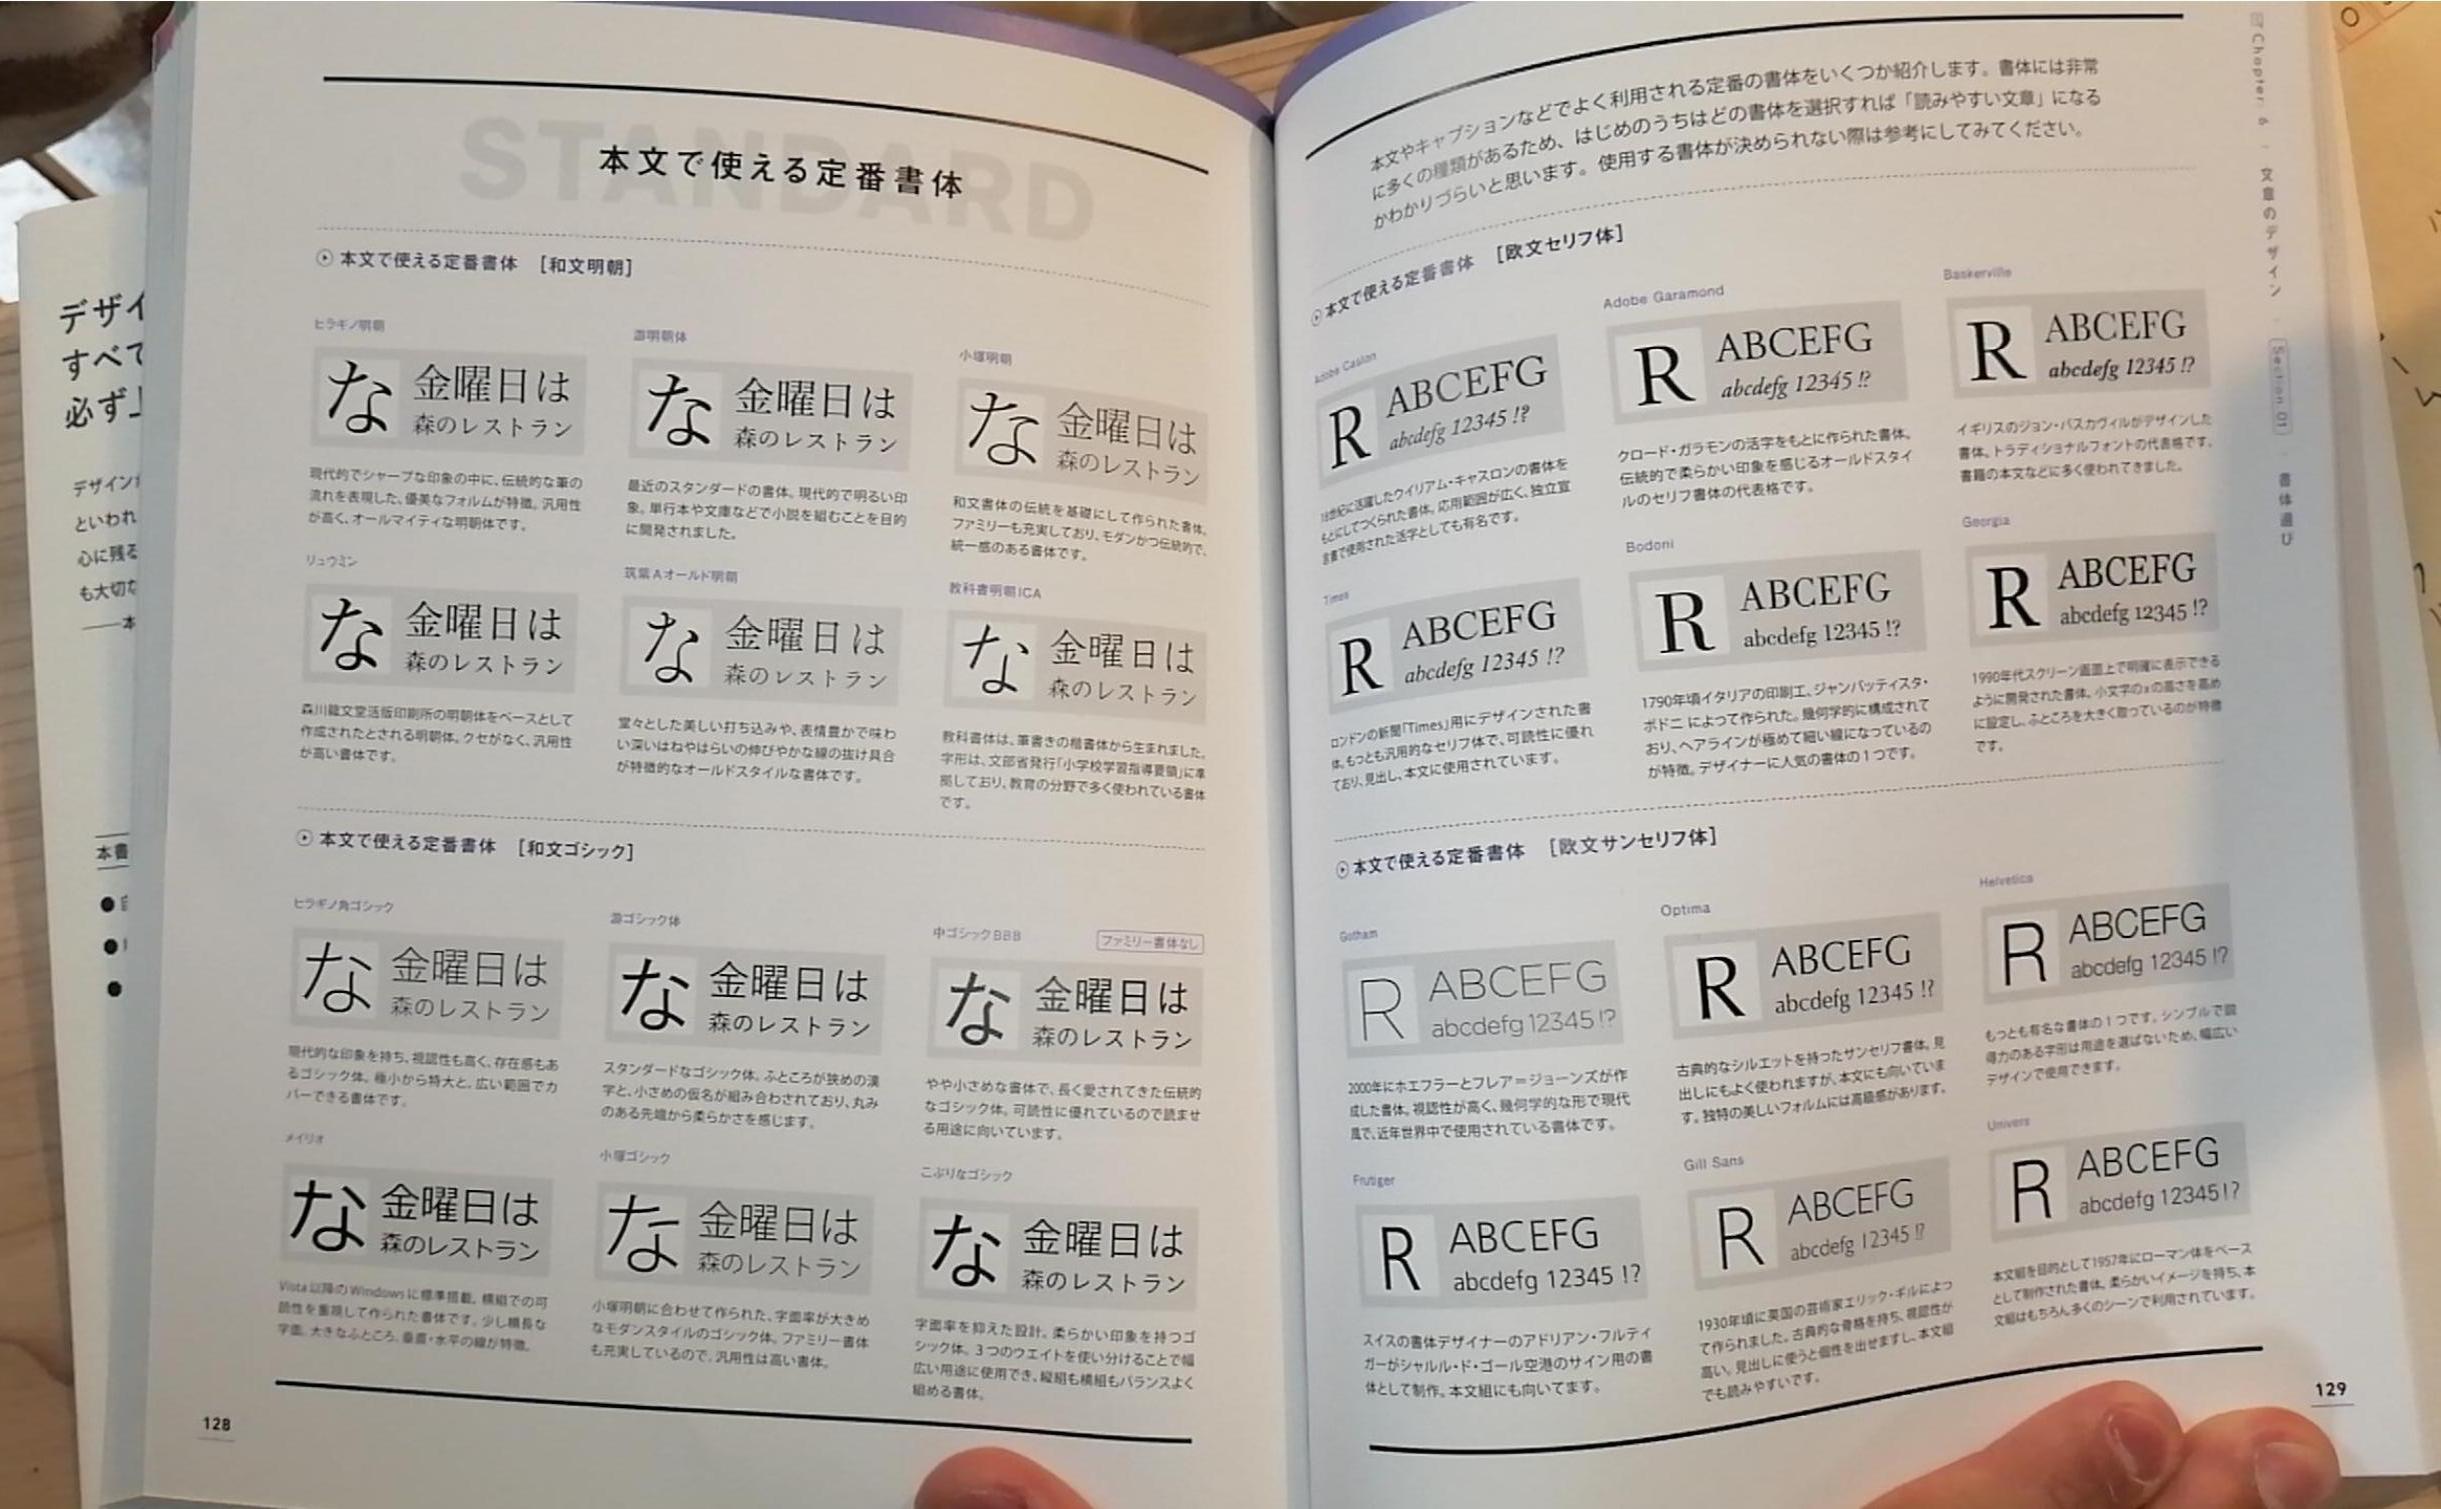 デザイ
すべて
必ず上
デザイン
といわれ
心に残る
も大切な
――本
本書
STANDARD
本文で使える定番書体
本文で使える定番書体 ［和文明朝］
ヒラギノ明朝
な 金曜日は
森のレストラン
現代的でシャープな印象の中に、伝統的な筆の
流れを表現した、優美なフォルムが特徴。汎用性
が高く、オールマイティな明朝体です。
游明朝体
な 金曜日は
森のレストラン
最近のスタンダードの書体。現代的で明るい印
象。単行本や文庫などで小説を組むことを目的
に開発されました。
小塚明朝
な 金曜日は
森のレストラン
和文書体の伝統を基礎にして作られた書体。
ファミリーも充実しており、モダンかつ伝統的で、
統一感のある書体です。
リュウミン
な 金曜日は
森のレストラン
森川龍文堂活版印刷所の明朝体をベースとして
作成されたとされる明朝体。クセがなく、汎用性
が高い書体です。
筑紫Aオールド明朝
な 金曜日は
森のレストラン
堂々とした美しい打ち込みや、表情豊かで味わ
い深いはねやはらいの伸びやかな線の抜け具合
が特徴的なオールドスタイルな書体です。
教科書明朝ICA
な 金曜日は
森のレストラン
教科書体は、筆書きの楷書体から生まれました。
字形は、文部省発行「小学校学習指導要領」に準
拠しており、教育の分野で多く使われている書体
です。
本文で使える定番書体 ［和文ゴシック］
ヒラギノ角ゴシック
な 金曜日は
森のレストラン
現代的な印象を持ち、視認性も高く、存在感もあ
るゴシック体。極小から特大と、広い範囲でカ
バーできる書体です。
游ゴシック体
な 金曜日は
森のレストラン
スタンダードなゴシック体。ふところが狭めの漢
字と、小さめの仮名が組み合わされており、丸み
のある先端から柔らかさを感じます。
中ゴシックBBB ファミリー書体なし
な 金曜日は
森のレストラン
やや小さめな書体で、長く愛されてきた伝統的
なゴシック体。可読性に優れているので読ませ
る用途に向いています。
メイリオ
な 金曜日は
森のレストラン
Vista以降のWindowsに標準搭載。横組での可
読性を重視して作られた書体です。少し横長な
字面、大きなふところ、垂直・水平の線が特徴。
小塚ゴシック
な 金曜日は
森のレストラン
小塚明朝に合わせて作られた、字面率が大きめ
なモダンスタイルのゴシック体。ファミリー書体
も充実しているので、汎用性は高い書体。
こぶりなゴシック
な 金曜日は
森のレストラン
字面率を抑えた設計。柔らかい印象を持つゴ
シック体。3つのウエイトを使い分けることで幅
広い用途に使用でき、縦組も横組もバランスよく
組める書体。
128
本文やキャプションなどでよく利用される定番の書体をいくつか紹介します。書体には非常
に多くの種類があるため、はじめのうちはどの書体を選択すれば「読みやすい文章」になる
かわかりづらいと思います。使用する書体が決められない際は参考にしてみてください。
本文で使える定番書体 ［欧文セリフ体］
Adobe Caslon
R ABCEFG
abcdefg 12345 !?
18世紀に活躍したウイリアム・キャスロンの書体を
もとにしてつくられた書体。応用範囲が広く、独立宣
言書で使用された活字としても有名です。
Adobe Garamond
R ABCEFG
abcdefg 12345 !?
クロード・ガラモンの活字をもとに作られた書体。
伝統的で柔らかい印象を感じるオールドスタイ
ルのセリフ書体の代表格です。
Baskerville
R ABCEFG
abcdefg 12345 !?
イギリスのジョン・バスカヴィルがデザインした
書体。トラディショナルフォントの代表格です。
書籍の本文などに多く使われてきました。
Times
R ABCEFG
abcdefg 12345 !?
ロンドンの新聞「Times」用にデザインされた書
体。もっとも汎用的なセリフ体で、可読性に優れ
ており、見出し、本文に使用されています。
Bodoni
R ABCEFG
abcdefg 12345 !?
1790年頃イタリアの印刷工、ジャンバッティスタ・
ボドニ によって作られた。幾何学的に構成されて
おり、ヘアラインが極めて細い線になっているの
が特徴。デザイナーに人気の書体の1つです。
Georgia
R ABCEFG
abcdefg 12345 !?
1990年代スクリーン画面上で明確に表示できる
ように開発された書体。小文字のxの高さを高め
に設定し、ふところを大きく取っているのが特徴
です。
本文で使える定番書体 ［欧文サンセリフ体］
Gotham
R ABCEFG
abcdefg 12345 !?
2000年にホエフラーとフレア＝ジョーンズが作
成した書体。視認性が高く、幾何学的な形で現代
風で、近年世界中で使用されている書体です。
Optima
R ABCEFG
abcdefg 12345 !?
古典的なシルエットを持ったサンセリフ書体。見
出しにもよく使われますが、本文にも向いていま
す。独特の美しいフォルムには高級感があります。
Helvetica
R ABCEFG
abcdefg 12345 !?
もっとも有名な書体の1つです。シンプルで説
得力のある字形は用途を選ばないため、幅広い
デザインで使用できます。
Frutiger
R ABCEFG
abcdefg 12345 !?
スイスの書体デザイナーのアドリアン・フルティ
ガーがシャルル・ド・ゴール空港のサイン用の書
体として制作。本文組にも向いてます。
Gill Sans
R ABCEFG
abcdefg 12345 !?
1930年頃に英国の芸術家エリック・ギルによっ
て作られました。古典的な骨格を持ち、視認性が
高い。見出しに使うと個性を出せますし、本文組
でも読みやすいです。
Univers
R ABCEFG
abcdefg 12345 !?
本文組を目的として1957年にローマン体をベース
として制作された書体。柔らかいイメージを持ち、本
文組はもちろん多くのシーンで利用されています。
Chapter 6 - 文章のデザイン - Section 01 - 書体選び
129